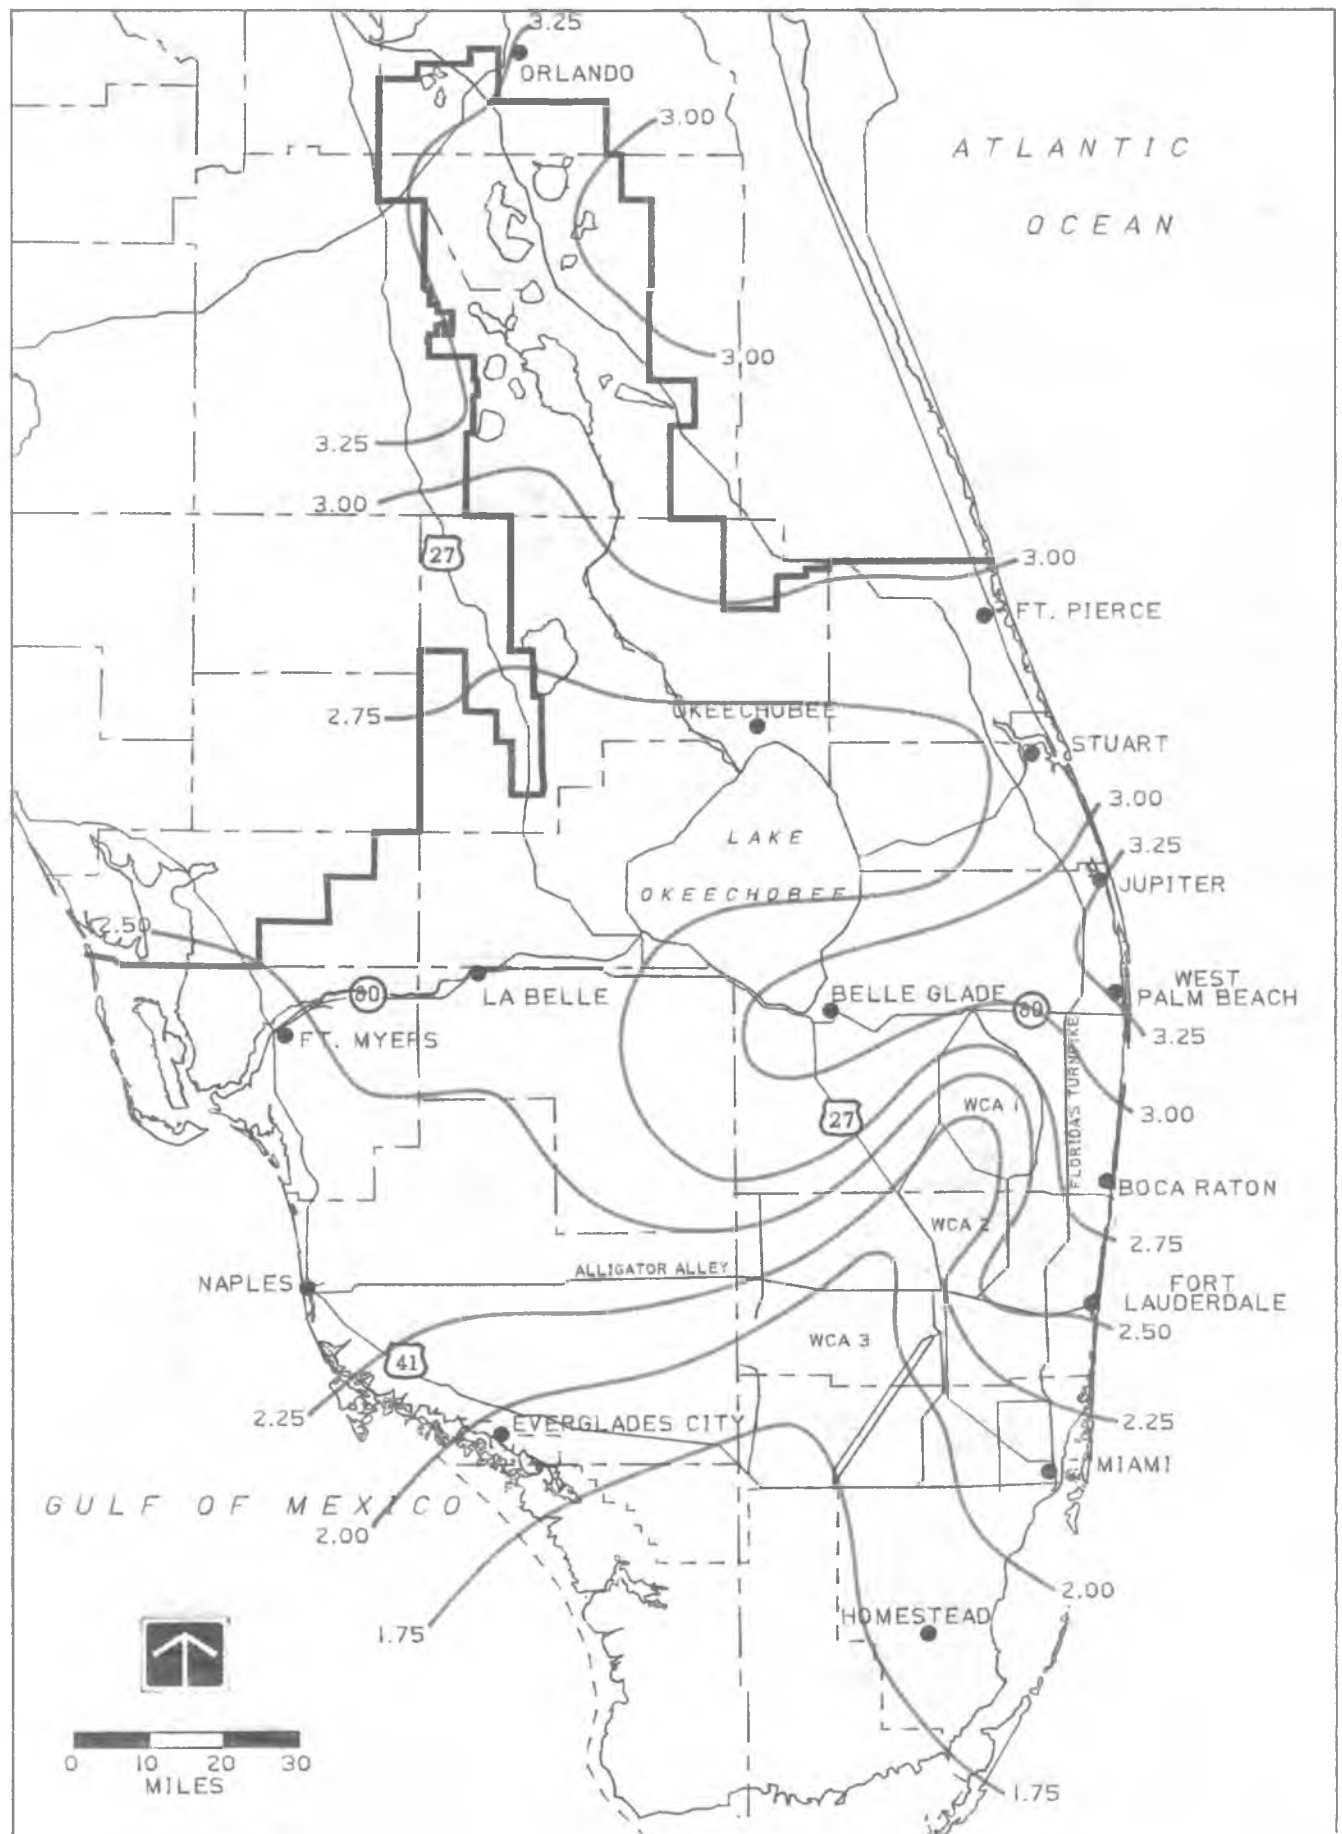 3.25
ORLANDO
3.00
ATLANTIC
OCEAN
3.00
3.25
3.00
27
3.00
FT. PIERCE
2.75
OKEECHOBEE
STUART
3.00
LAKE
3.25
JUPITER
OKEECHOBEE
2.50
WEST
PALM BEACH
LA BELLE
BELLE GLADE
80
80
FT. MYERS
3.25
FLORIDAS TURNPIKE
WCA 1
3.00
27
BOCA RATON
WCA 2
2.75
ALLIGATOR ALLEY
NAPLES
FORT
LAUDERDALE
2.50
WCA 3
41
2.25
EVERGLADES CITY
2.25
MIAMI
GULF OF MEXICO
2.00
2.00
HOMESTEAD
1.75
0 10 20 30
MILES
1.75